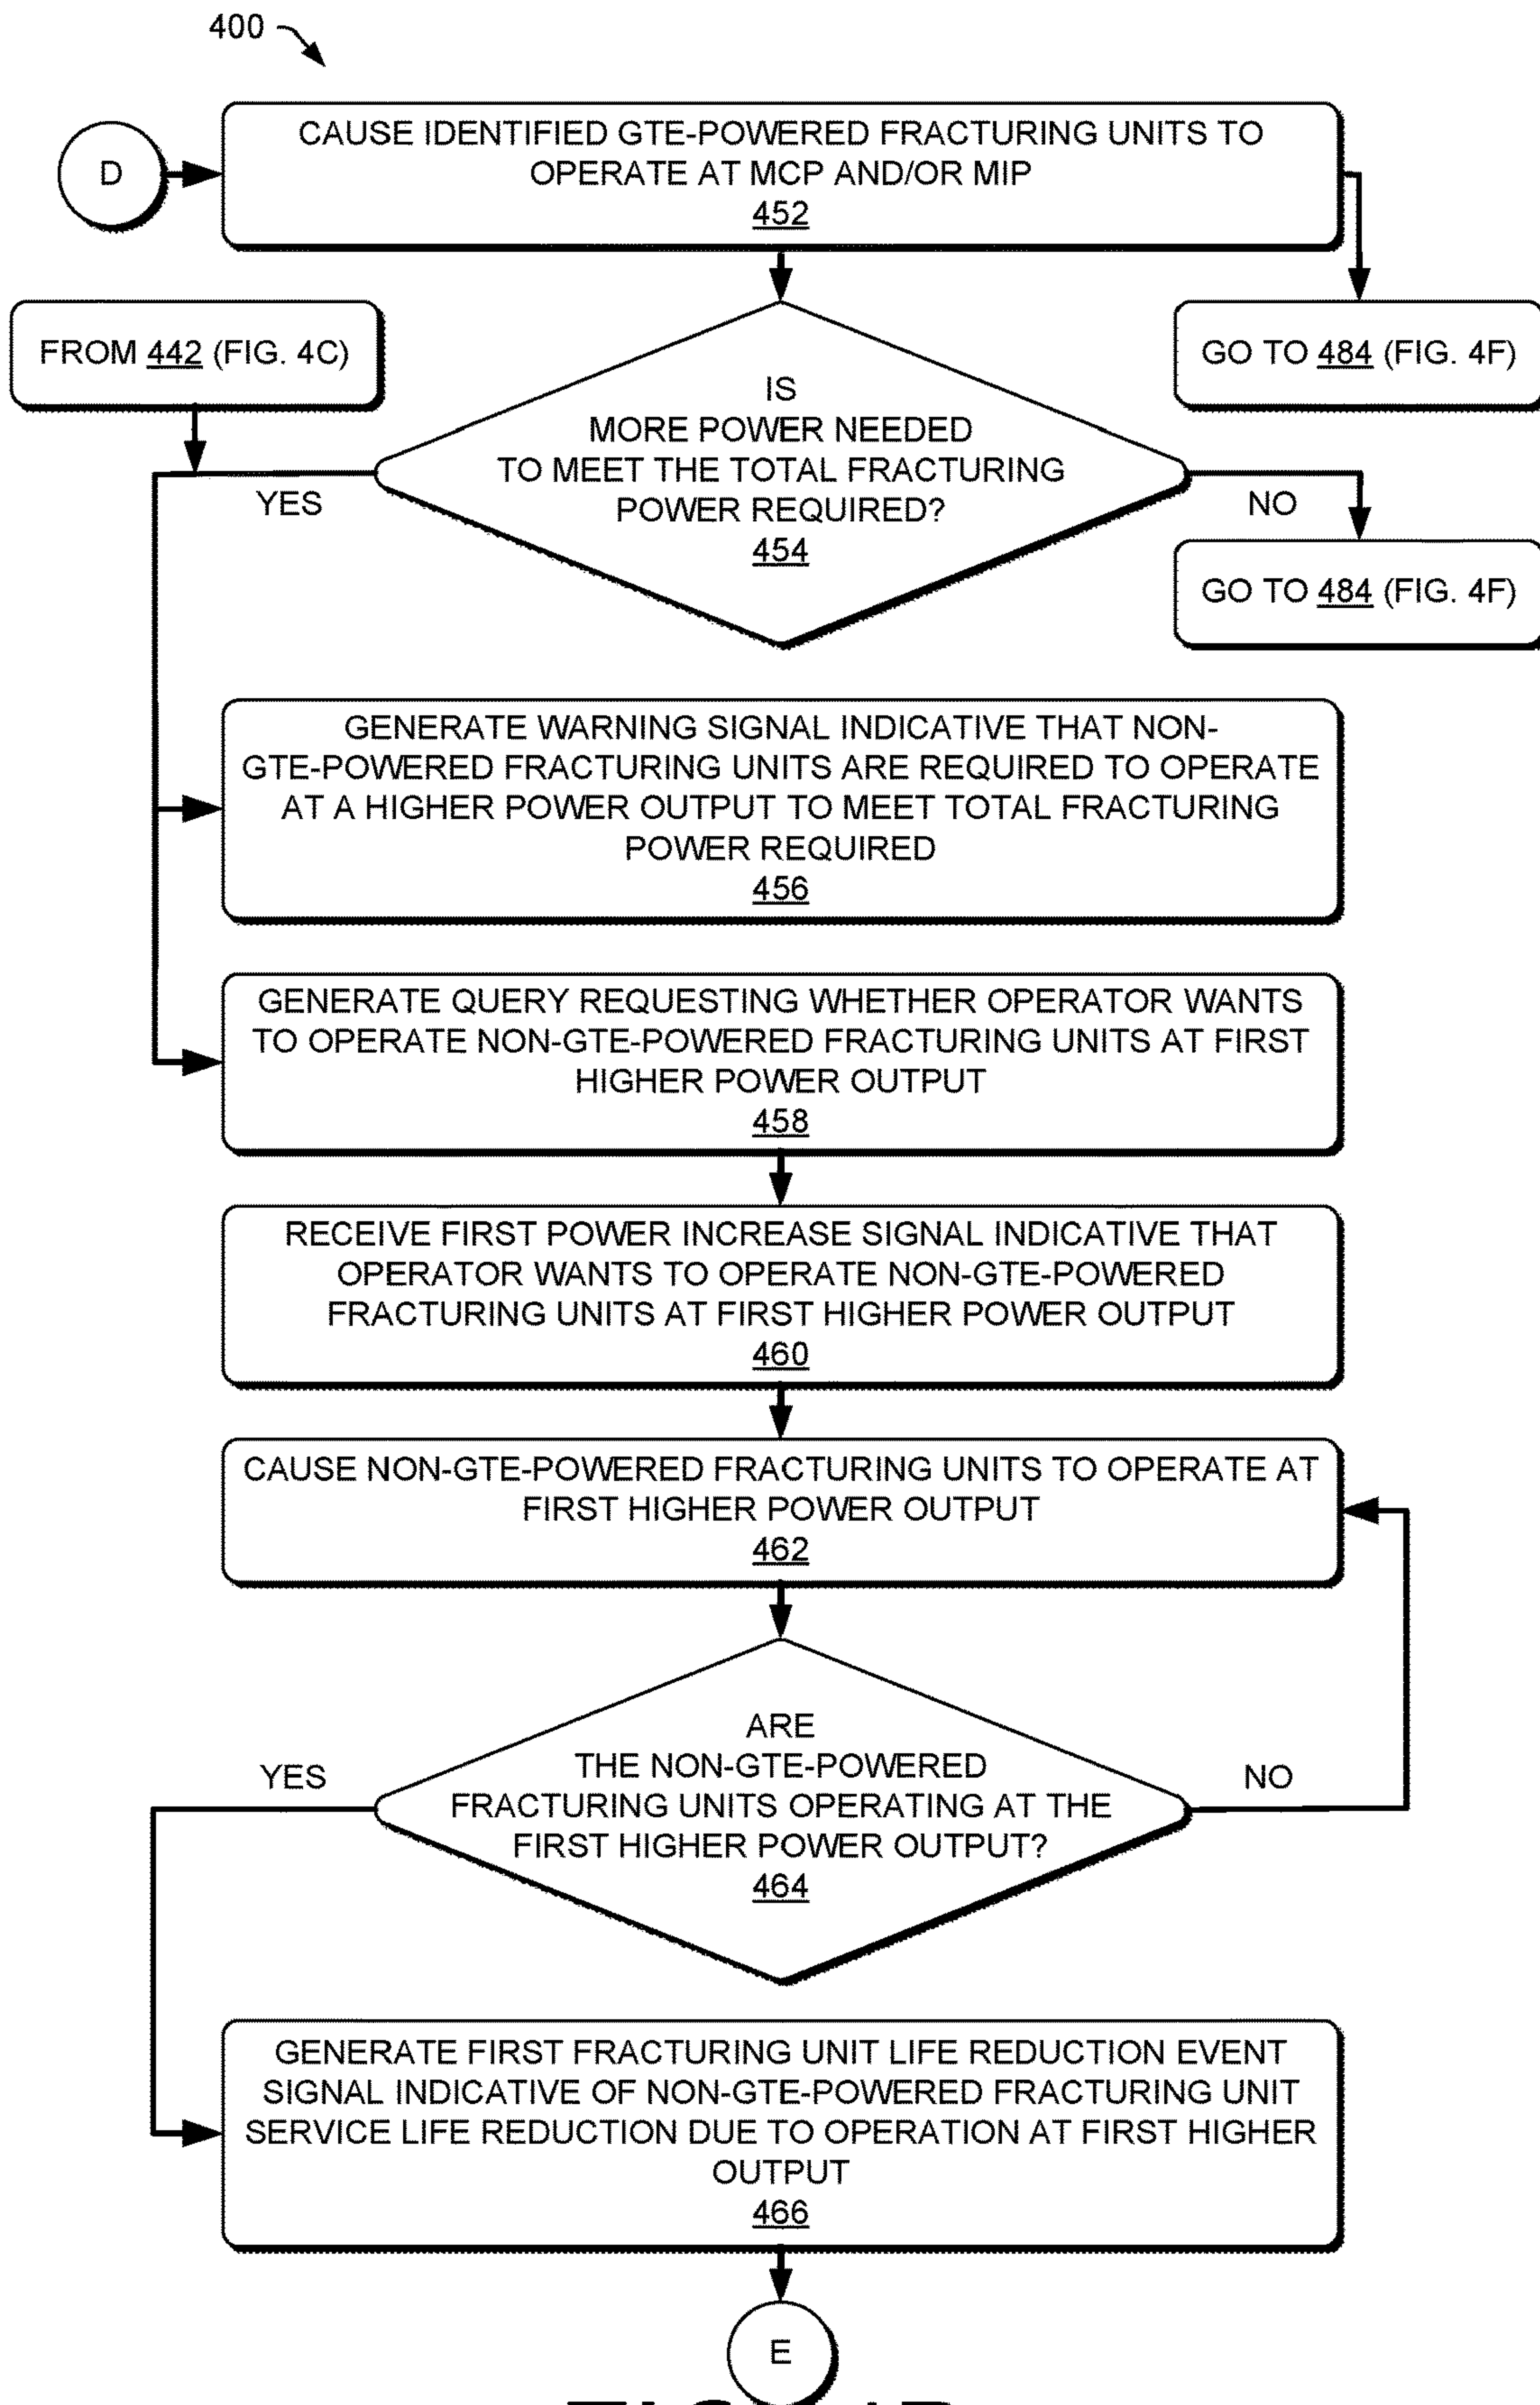 400
D
CAUSE IDENTIFIED GTE-POWERED FRACTURING UNITS TO
OPERATE AT MCP AND/OR MIP
452
FROM 442 (FIG. 4C)
GO TO 484 (FIG. 4F)
IS
MORE POWER NEEDED
TO MEET THE TOTAL FRACTURING
POWER REQUIRED?
454
YES
NO
GO TO 484 (FIG. 4F)
GENERATE WARNING SIGNAL INDICATIVE THAT NON-
GTE-POWERED FRACTURING UNITS ARE REQUIRED TO OPERATE
AT A HIGHER POWER OUTPUT TO MEET TOTAL FRACTURING
POWER REQUIRED
456
GENERATE QUERY REQUESTING WHETHER OPERATOR WANTS
TO OPERATE NON-GTE-POWERED FRACTURING UNITS AT FIRST
HIGHER POWER OUTPUT
458
RECEIVE FIRST POWER INCREASE SIGNAL INDICATIVE THAT
OPERATOR WANTS TO OPERATE NON-GTE-POWERED
FRACTURING UNITS AT FIRST HIGHER POWER OUTPUT
460
CAUSE NON-GTE-POWERED FRACTURING UNITS TO OPERATE AT
FIRST HIGHER POWER OUTPUT
462
ARE
THE NON-GTE-POWERED
FRACTURING UNITS OPERATING AT THE
FIRST HIGHER POWER OUTPUT?
464
YES
NO
GENERATE FIRST FRACTURING UNIT LIFE REDUCTION EVENT
SIGNAL INDICATIVE OF NON-GTE-POWERED FRACTURING UNIT
SERVICE LIFE REDUCTION DUE TO OPERATION AT FIRST HIGHER
OUTPUT
466
E